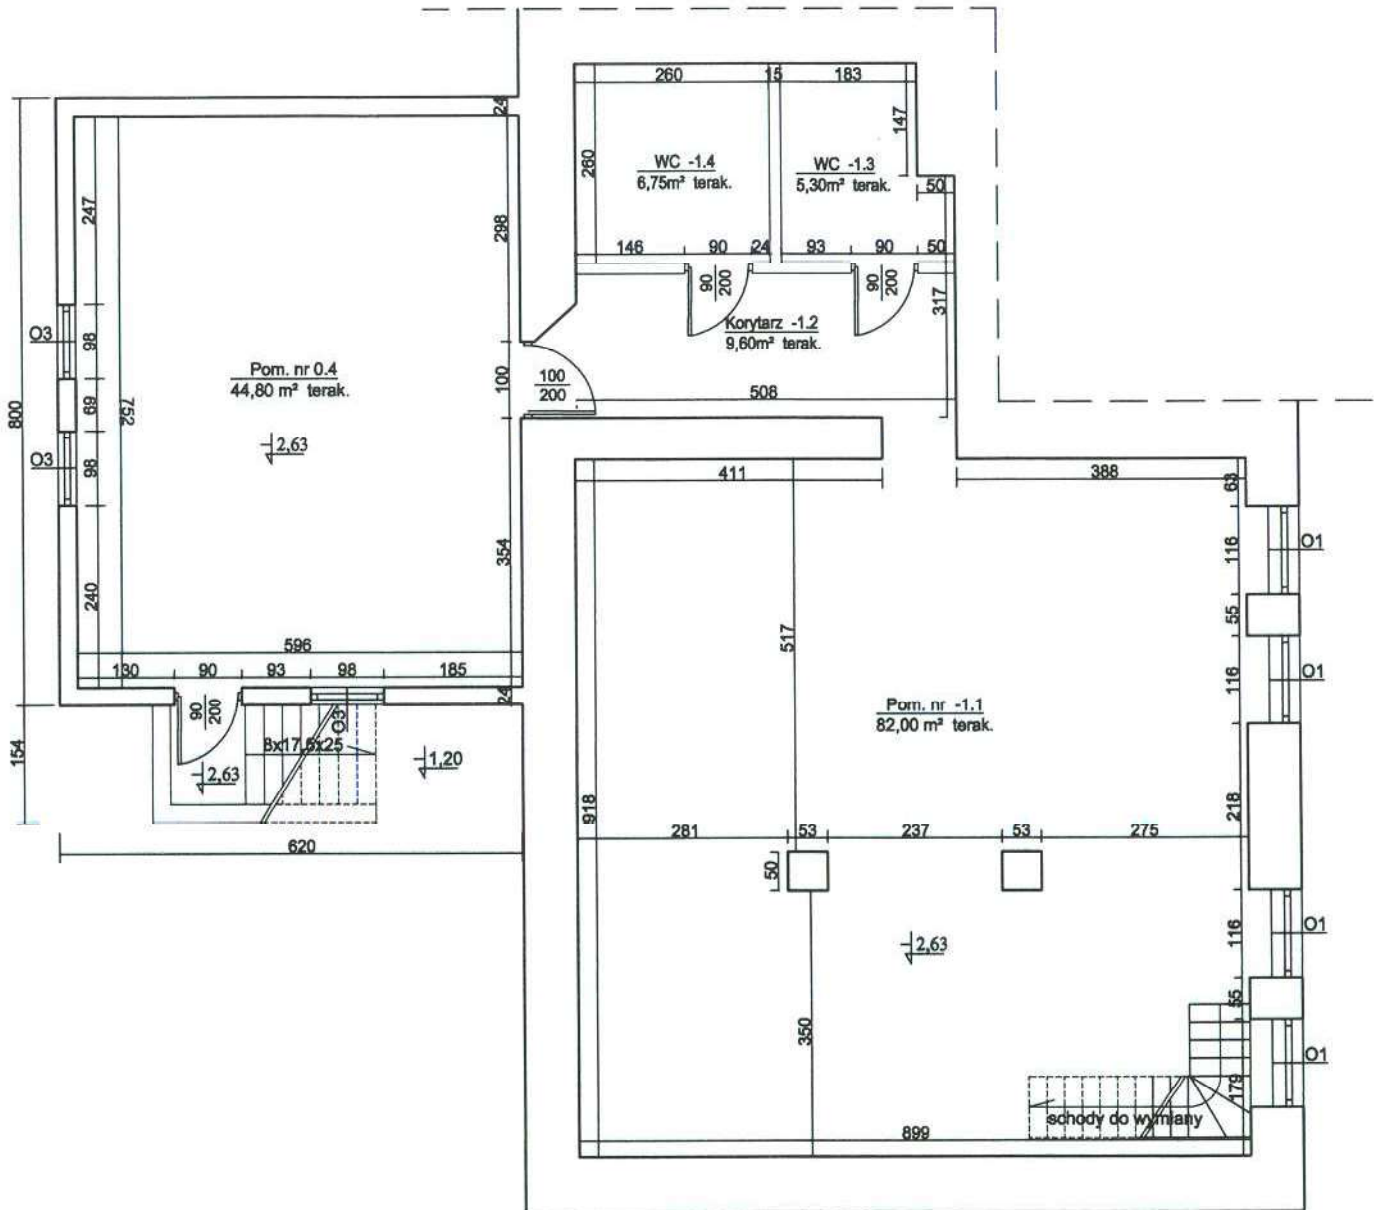 260 15 183
24
147
260
WC -1.4
6,75m² terak.
WC -1.3
5,30m² terak.
50
247
298
146 90 24 93 90 50
90
200
90
200
317
Korytarz -1.2
9,60m² terak.
O3
98
Pom. nr 0.4
44,80 m² terak.
100
100
200
508
800
69
752
2,63
O3
98
411
388
63
354
116
O1
240
55
596
517
130 90 93 98 185
24
116
O1
90
200
O3
Pom. nr -1.1
82,00 m² terak.
154
8x17,5x25
1,20
2,63
918
218
620
281 53 237 53 275
50
116
O1
2,63
55
350
O1
179
schody do wymiany
899